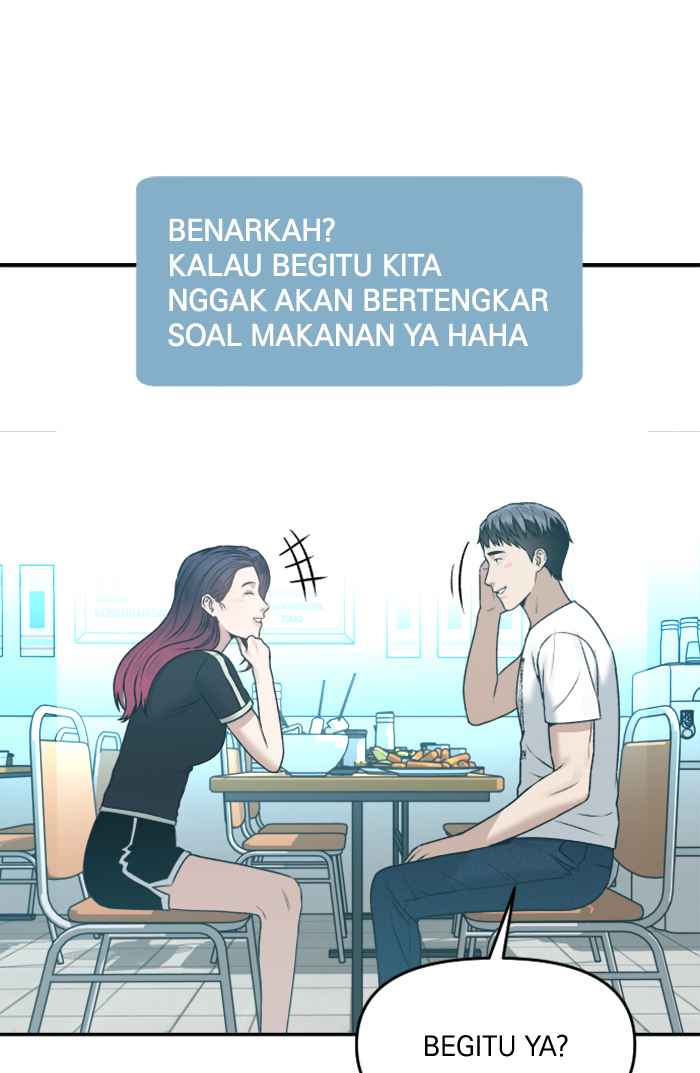 BENARKAH?
KALAU BEGITU KITA
NGGAK AKAN BERTENGKAR
SOAL MAKANAN YA HAHA
BEGITU YA?